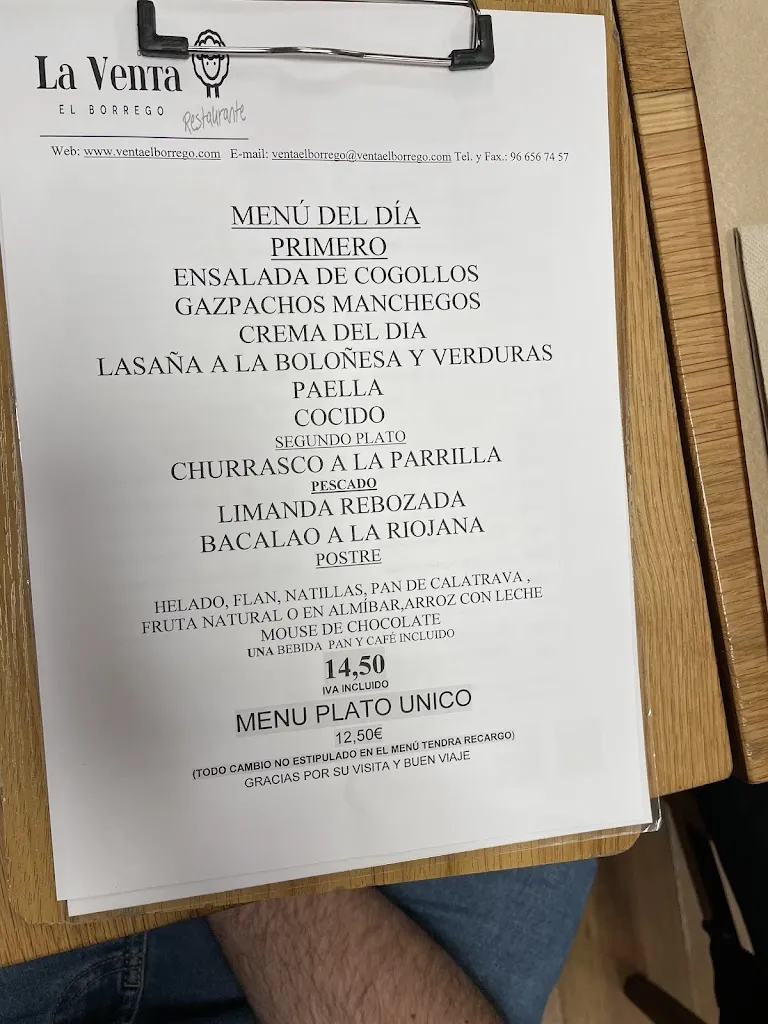 La Venta
EL BORREGO
Restaurante
Web: www.ventaelborrego.com E-mail: ventaelborrego@ventaelborrego.com Tel. y Fax.: 96 656 74 57
MENÚ DEL DÍA
PRIMERO
ENSALADA DE COGOLLOS
GAZPACHOS MANCHEGOS
CREMA DEL DIA
LASAÑA A LA BOLOÑESA Y VERDURAS
PAELLA
COCIDO
SEGUNDO PLATO
CHURRASCO A LA PARRILLA
PESCADO
LIMANDA REBOZADA
BACALAO A LA RIOJANA
POSTRE
HELADO, FLAN, NATILLAS, PAN DE CALATRAVA ,
FRUTA NATURAL O EN ALMÍBAR,ARROZ CON LECHE
MOUSE DE CHOCOLATE
UNA BEBIDA PAN Y CAFÉ INCLUIDO
14,50
IVA INCLUIDO
MENU PLATO UNICO
12,50€
(TODO CAMBIO NO ESTIPULADO EN EL MENÚ TENDRA RECARGO)
GRACIAS POR SU VISITA Y BUEN VIAJE